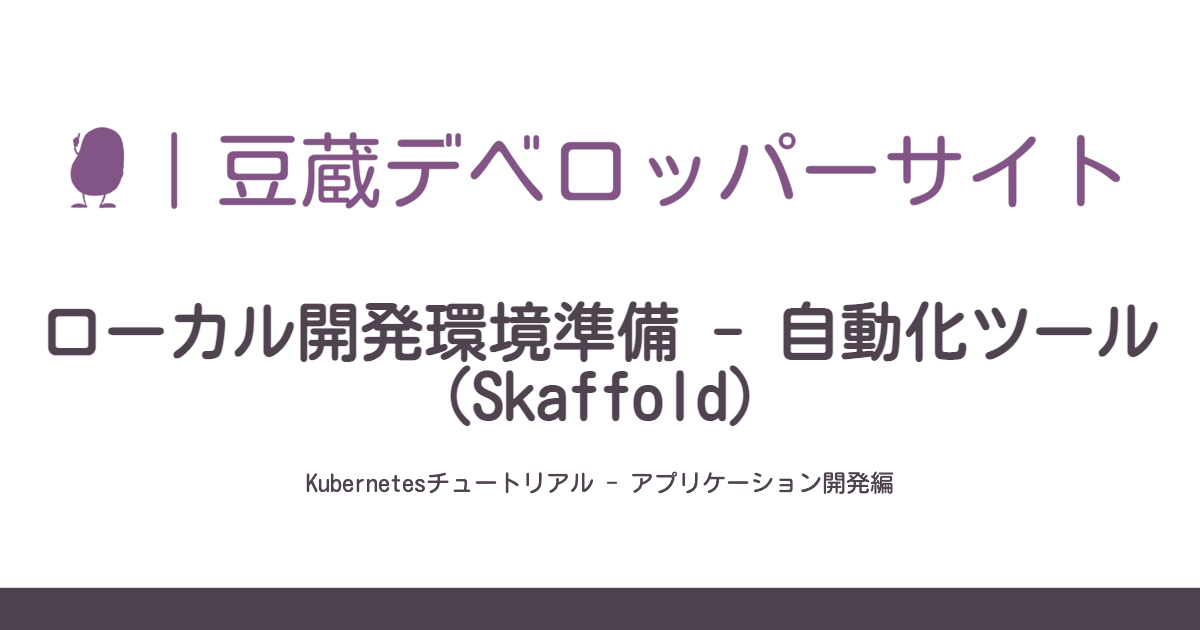 | 豆蔵デベロッパーサイト
ローカル開発環境準備 - 自動化ツール
(Skaffold)
Kubernetesチュートリアル - アプリケーション開発編